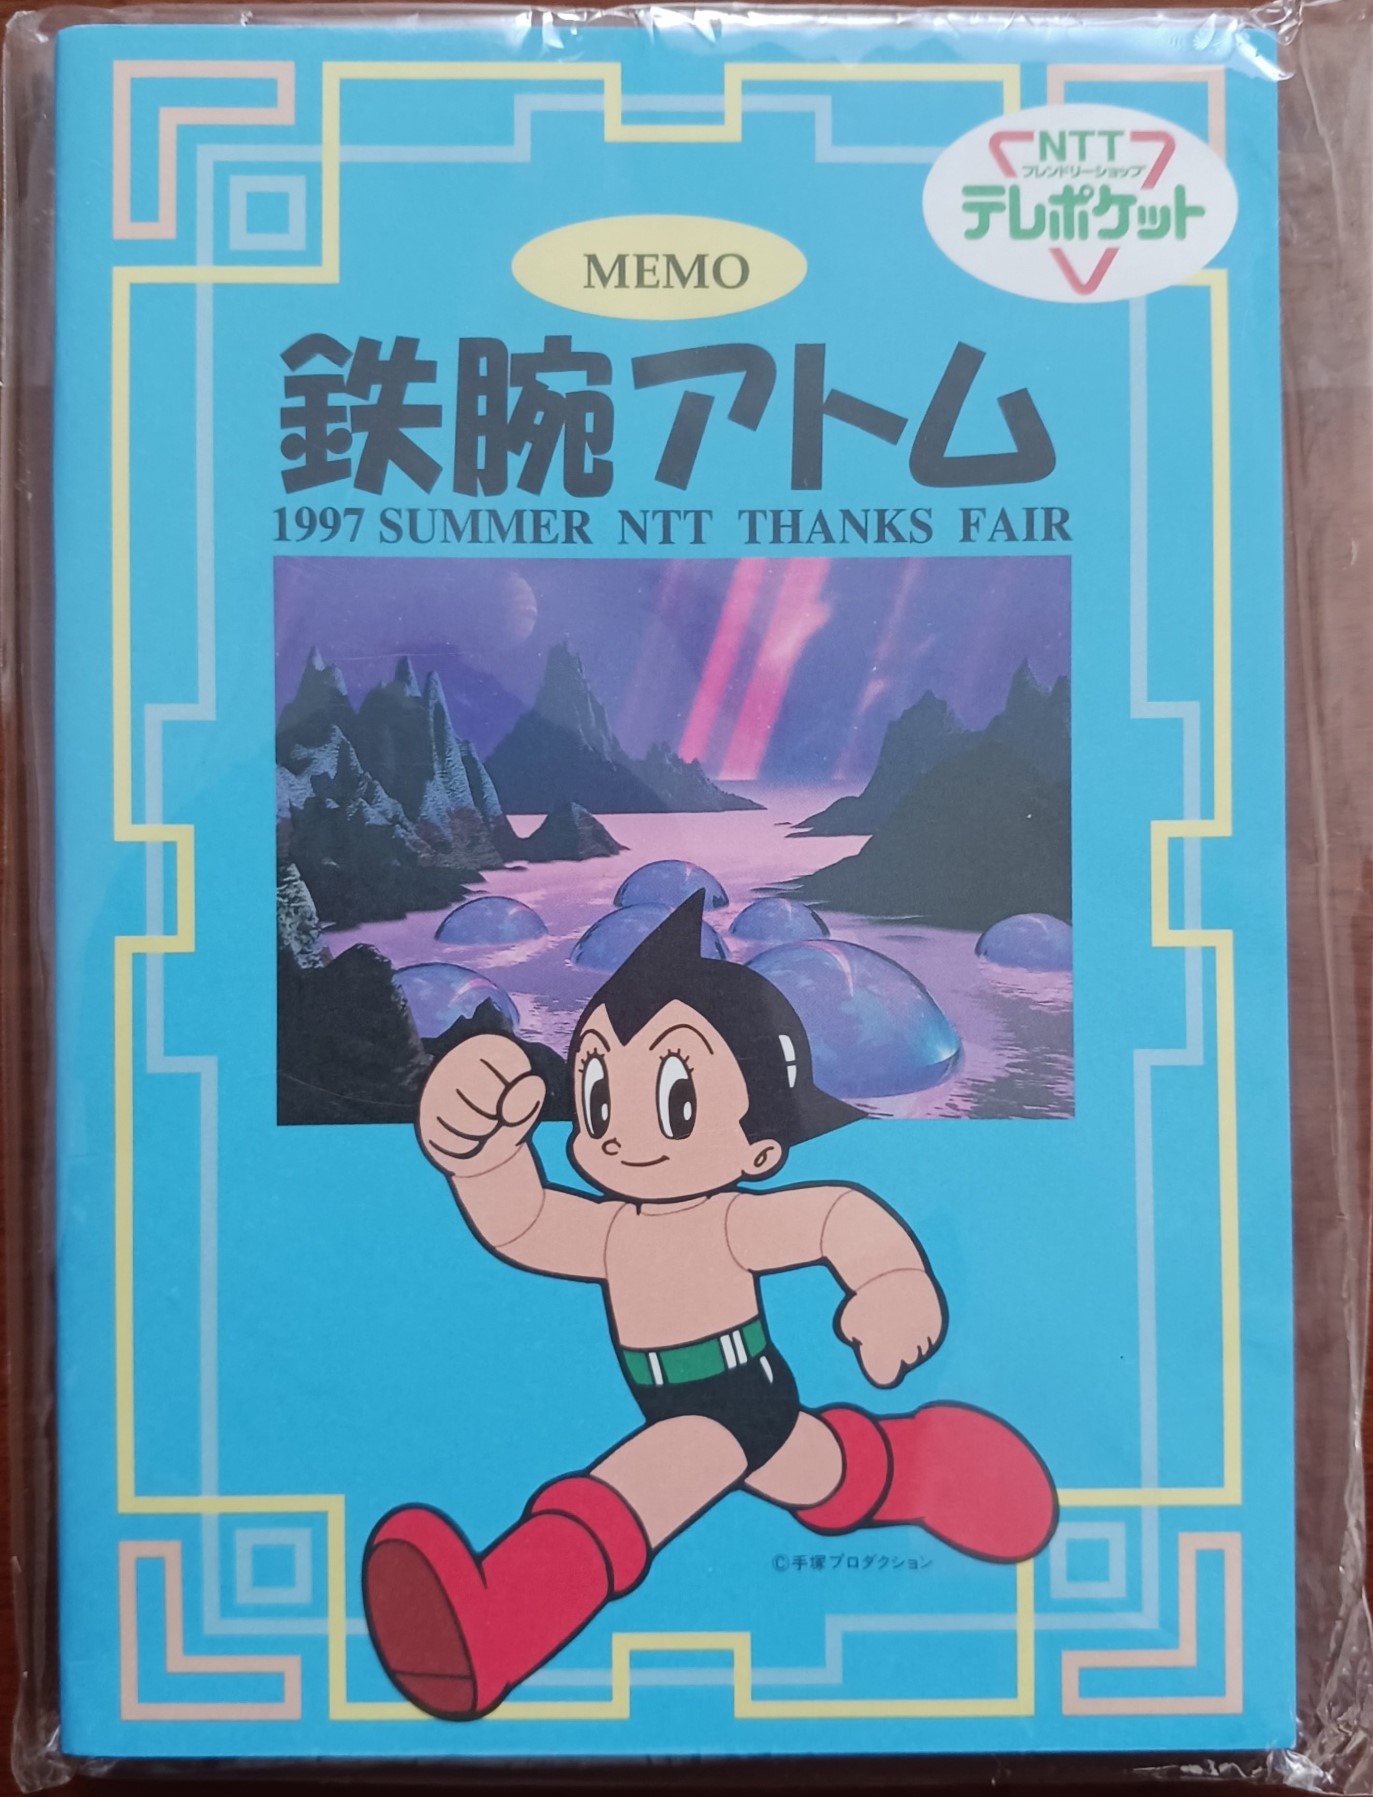 NTT
フレンドリーショップ
テレポケット
MEMO
鉄腕アトム
1997 SUMMER NTT THANKS FAIR
©手塚プロダクション